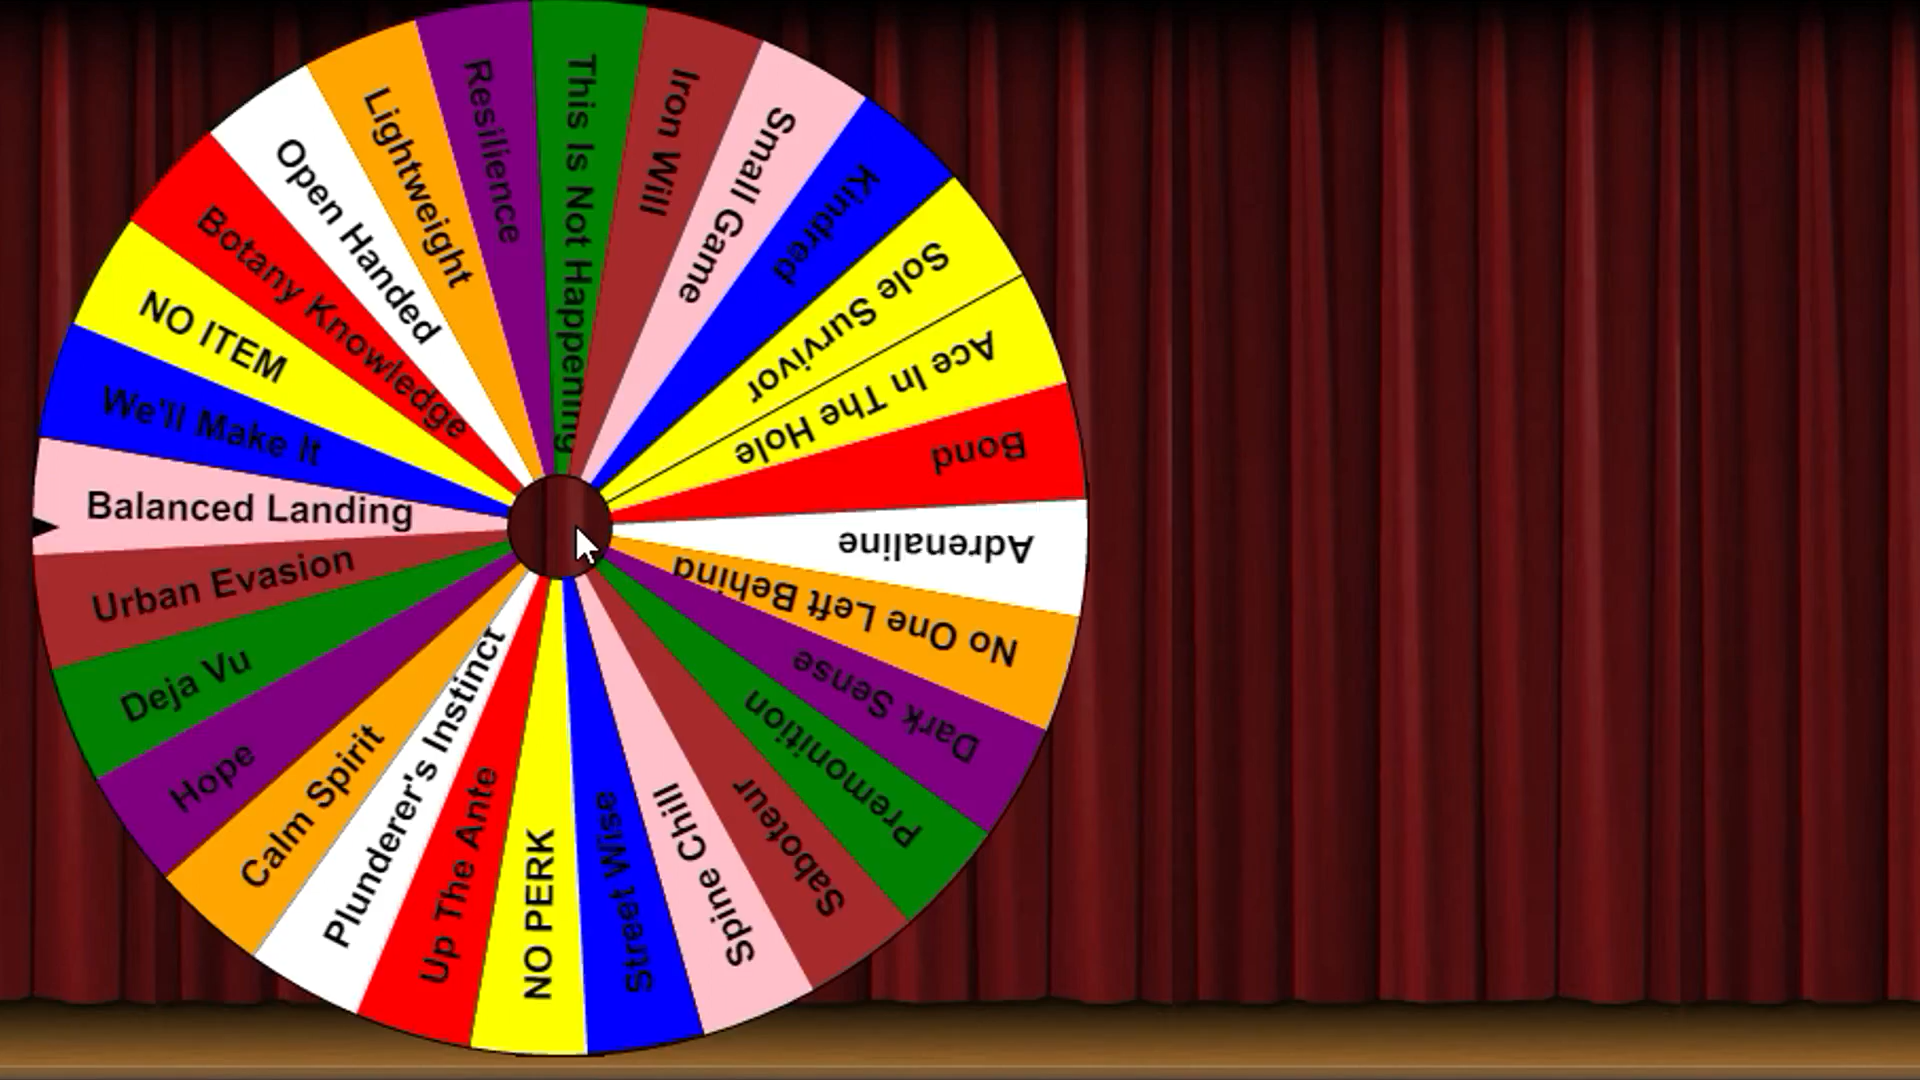 This Is Not Happening
Iron Will
Small Game
Kindred
Sole Survivor
Ace In The Hole
Bond
Adrenaline
No One Left Behind
Dark Sense
Premonition
Saboteur
Spine Chill
Street Wise
NO PERK
Up The Ante
Plunderer's Instinct
Calm Spirit
Hope
Deja Vu
Urban Evasion
Balanced Landing
We'll Make It
NO ITEM
Botany Knowledge
Open Handed
Lightweight
Resilience